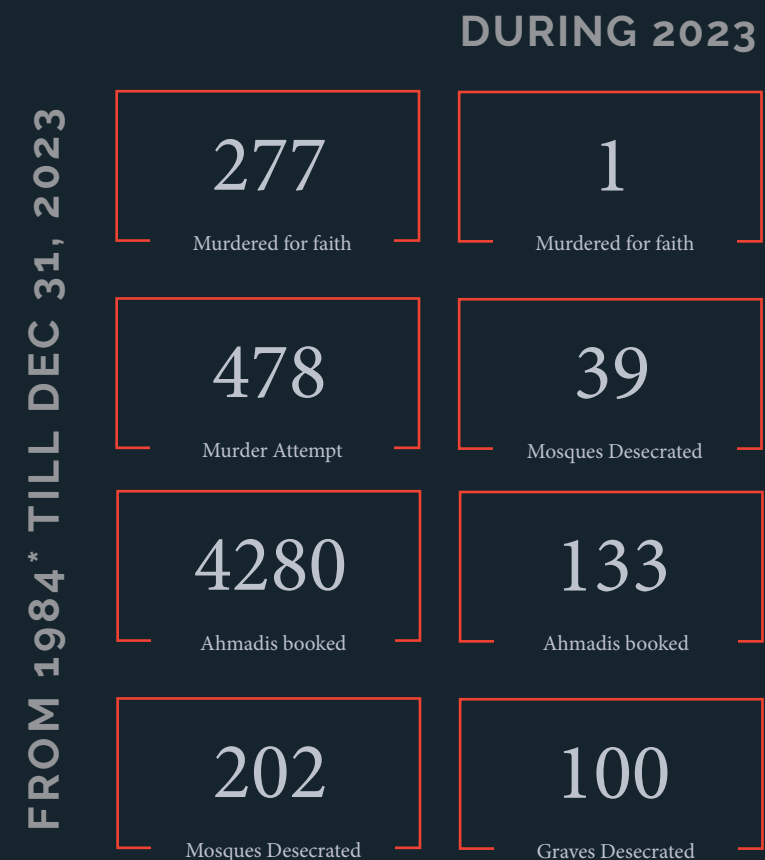 DURING 2023
FROM 1984* TILL DEC 31, 2023
277
Murdered for faith
1
Murdered for faith
478
Murder Attempt
39
Mosques Desecrated
4280
Ahmadis booked
133
Ahmadis booked
202
Mosques Desecrated
100
Graves Desecrated